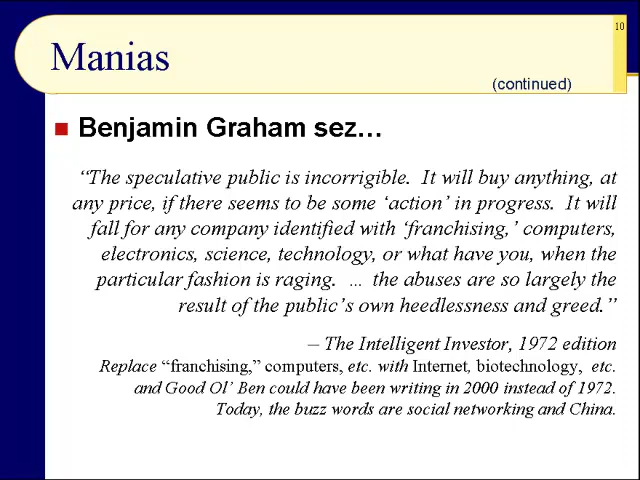 10
Manias
(continued)
Benjamin Graham sez…
“The speculative public is incorrigible.  It will buy anything, at
any price, if there seems to be some ‘action’ in progress.  It will
fall for any company identified with ‘franchising,’ computers,
electronics, science, technology, or what have you, when the
particular fashion is raging.  … the abuses are so largely the
result of the public’s own heedlessness and greed.”
– The Intelligent Investor, 1972 edition
Replace “franchising,” computers, etc. with Internet, biotechnology,  etc.
and Good Ol’ Ben could have been writing in 2000 instead of 1972.
Today, the buzz words are social networking and China.